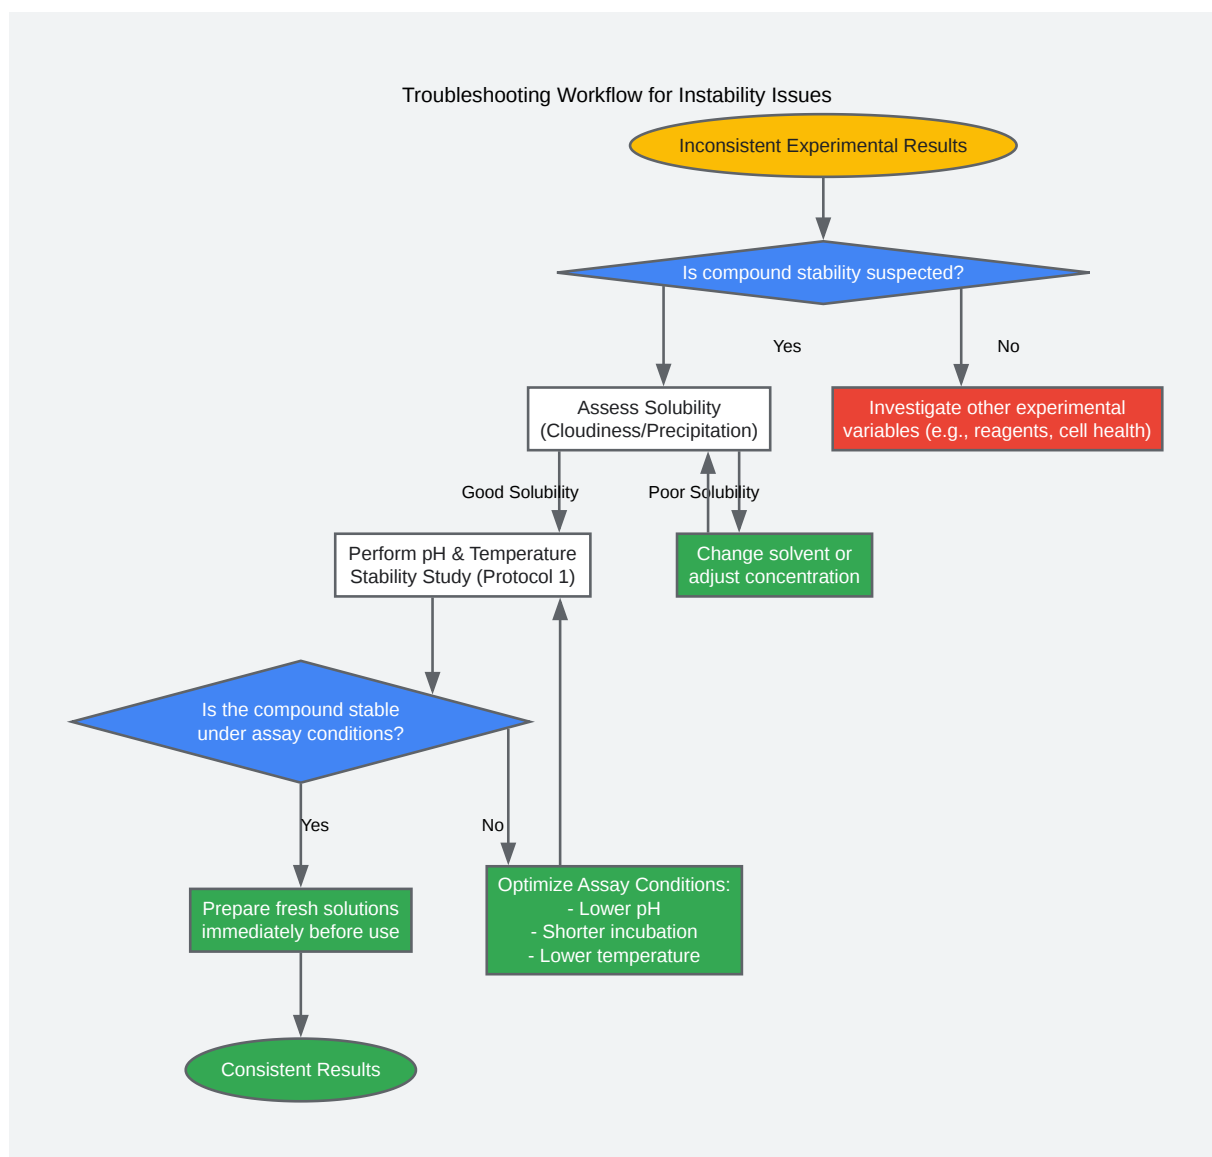 Troubleshooting Workflow for Instability Issues
Inconsistent Experimental Results
Is compound stability suspected?
Yes
No
Assess Solubility
(Cloudiness/Precipitation)
Investigate other experimental
variables (e.g., reagents, cell health)
Good Solubility
Poor Solubility
Perform pH & Temperature
Stability Study (Protocol 1)
Change solvent or
adjust concentration
Is the compound stable
under assay conditions?
Yes
No
Prepare fresh solutions
immediately before use
Optimize Assay Conditions:
- Lower pH
- Shorter incubation
- Lower temperature
Consistent Results